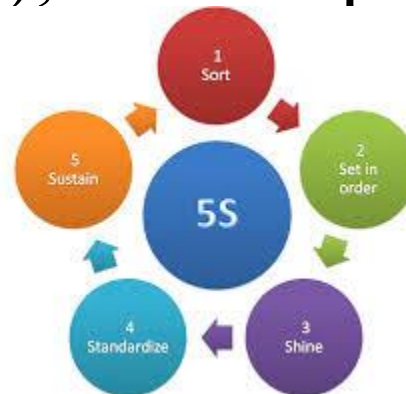 1
Sort
2
Set in
order
3
Shine
4
Standardize
5
Sustain
5S